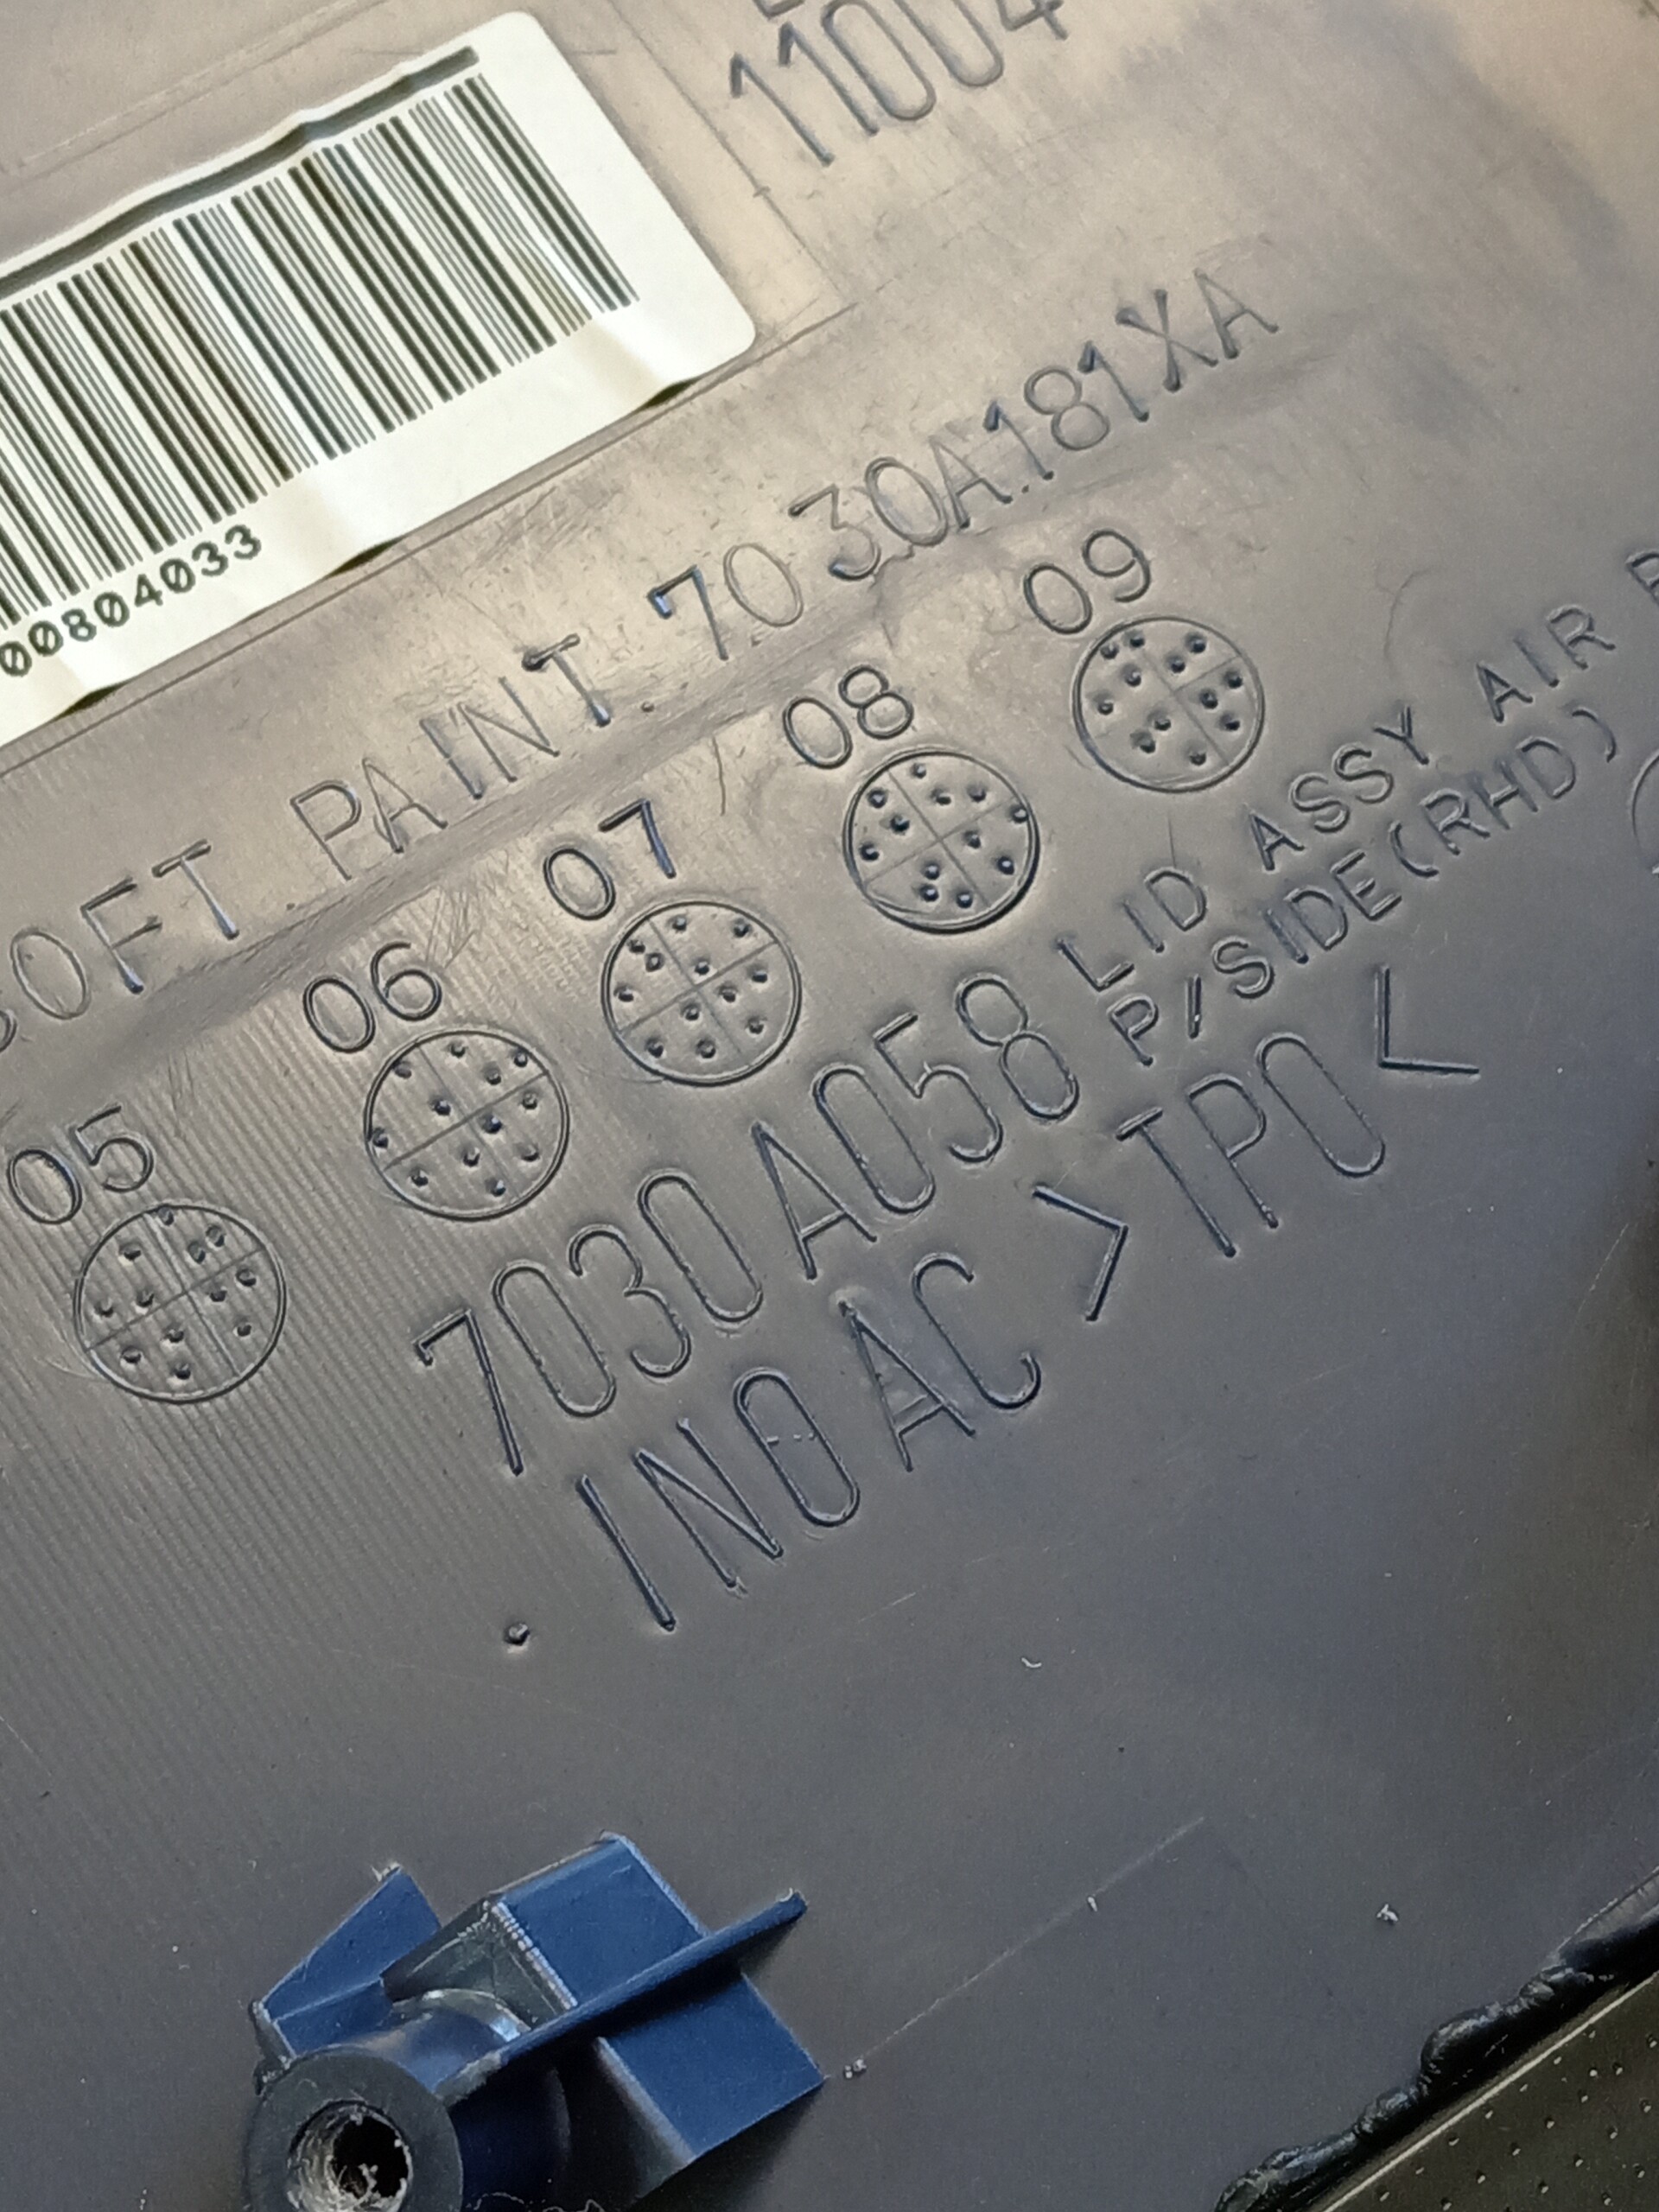 11004
00804033
SOFT PAINT. 7030A181XA
05 06 07 08 09
7030A058 LID ASSY AIR
P/SIDE(RHD)
INOAC >TPO<